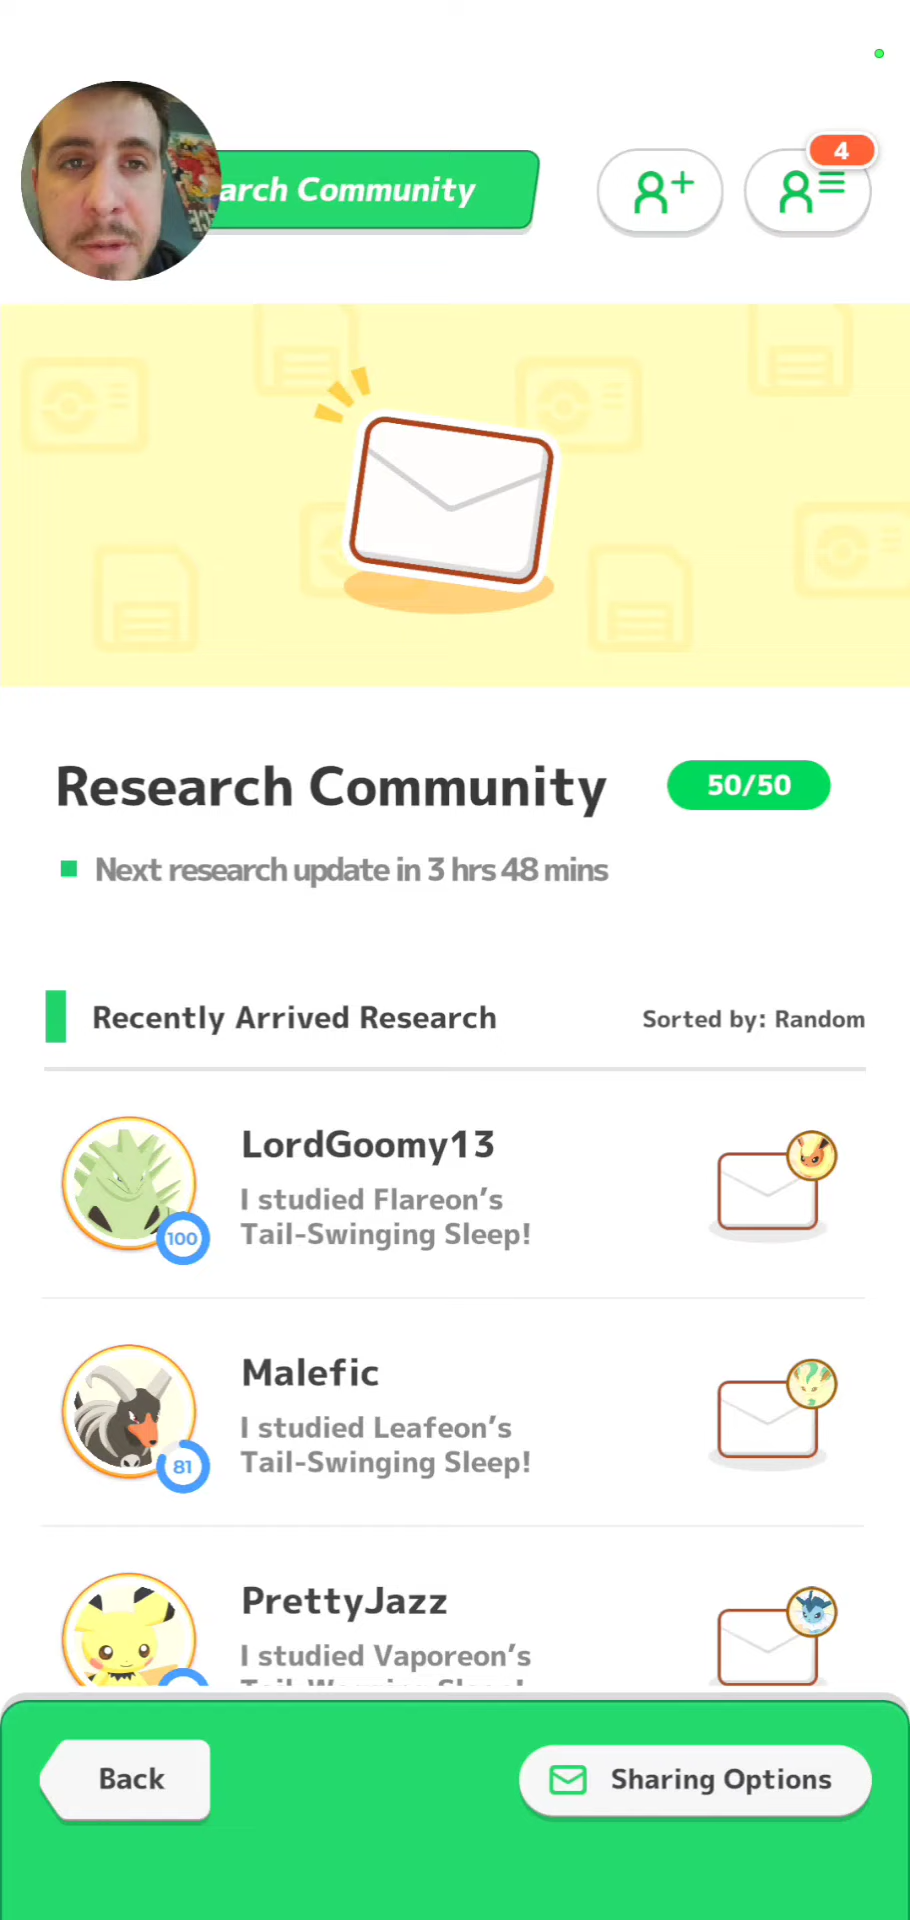 arch Community
4
Research Community
50/50
Next research update in 3 hrs 48 mins
Recently Arrived Research
Sorted by: Random
LordGoomy13
I studied Flareon’s
Tail-Swinging Sleep!
100
Malefic
I studied Leafeon’s
Tail-Swinging Sleep!
81
PrettyJazz
I studied Vaporeon’s
Back
Sharing Options